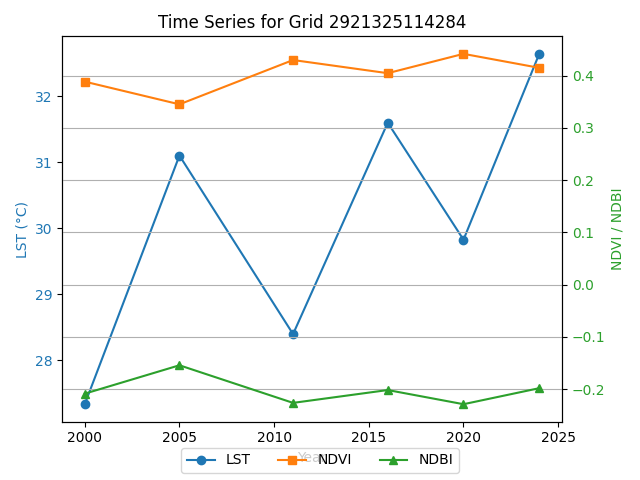 Time Series for Grid 2921325114284
LST (°C)
32
31
30
29
28
0.4
0.3
0.2
0.1
0.0
−0.1
−0.2
NDVI / NDBI
2000 2005 2010 2015 2020 2025
Year
LST NDVI NDBI